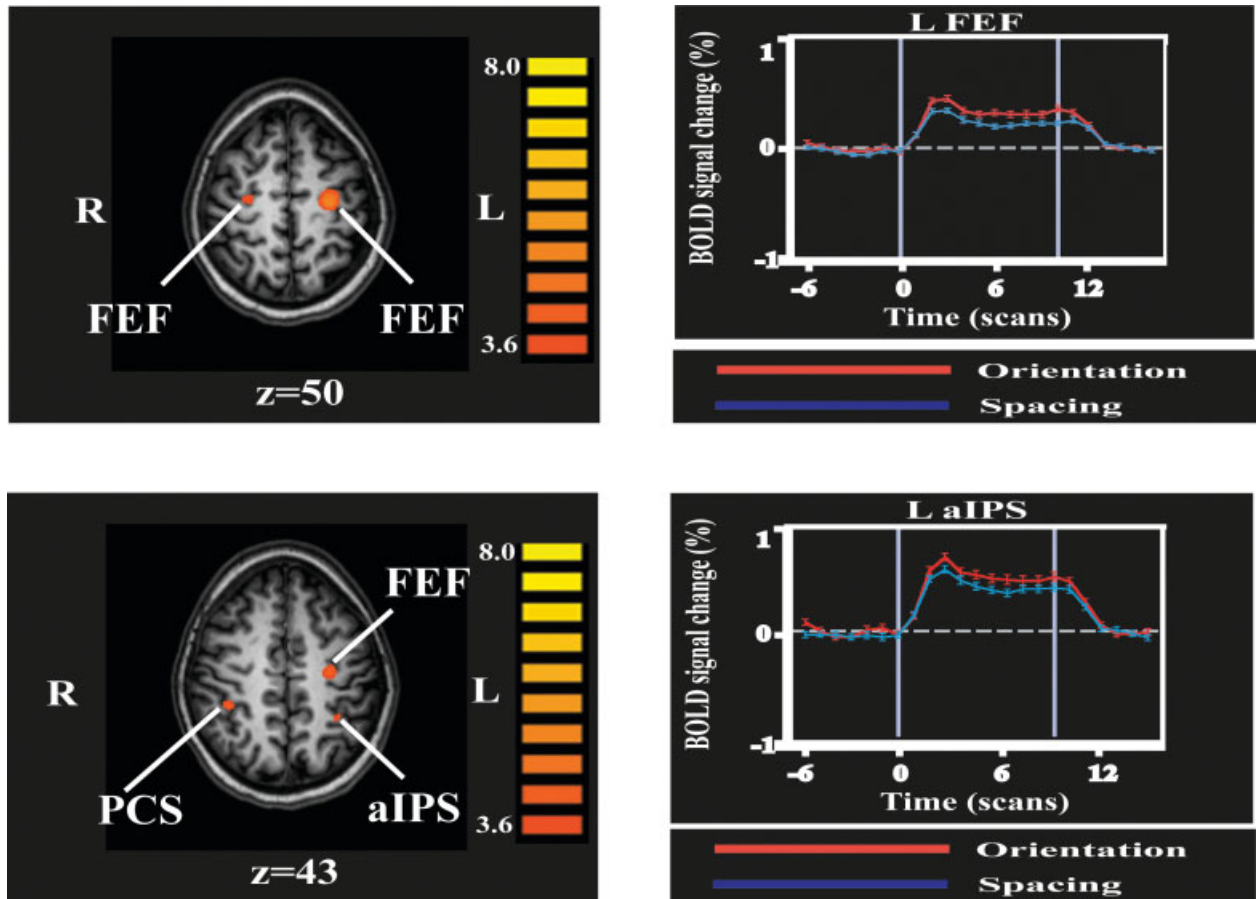 8.0
R
L
FEF
FEF
3.6
z=50
L FEF
BOLD signal change (%)
1
0
-1
-6
0
6
12
Time (scans)
Orientation
Spacing
8.0
FEF
R
L
PCS
aIPS
3.6
z=43
L aIPS
BOLD signal change (%)
1
0
-1
-6
0
6
12
Time (scans)
Orientation
Spacing